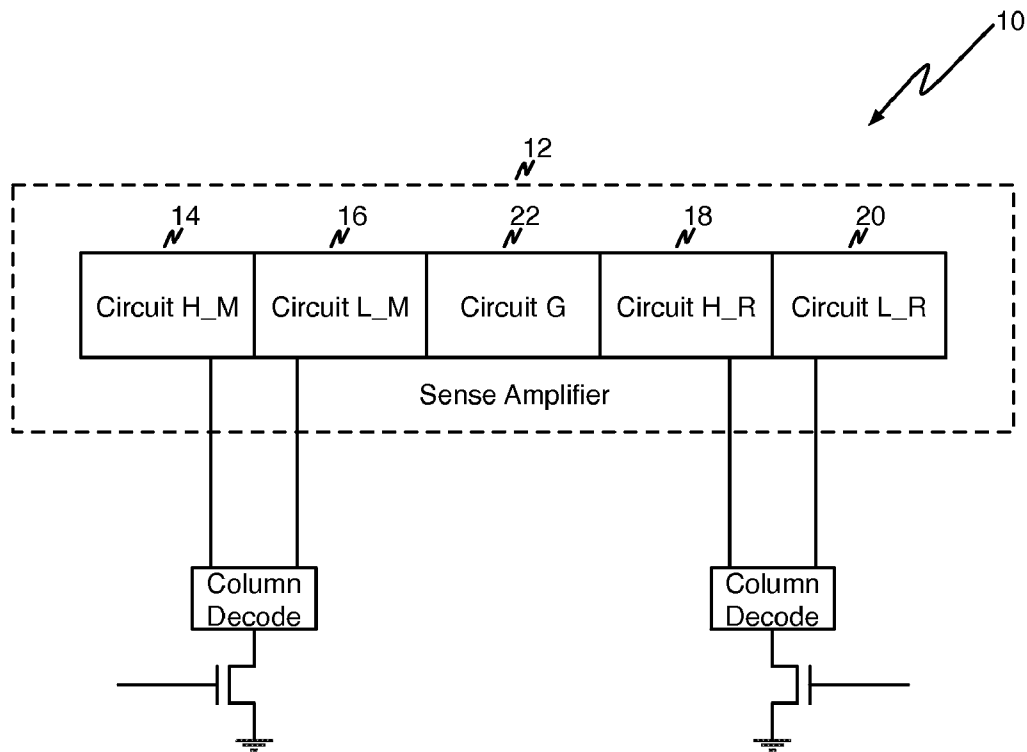 10
12
14
16
22
18
20
Circuit H_M
Circuit L_M
Circuit G
Circuit H_R
Circuit L_R
Sense Amplifier
Column
Decode
Column
Decode